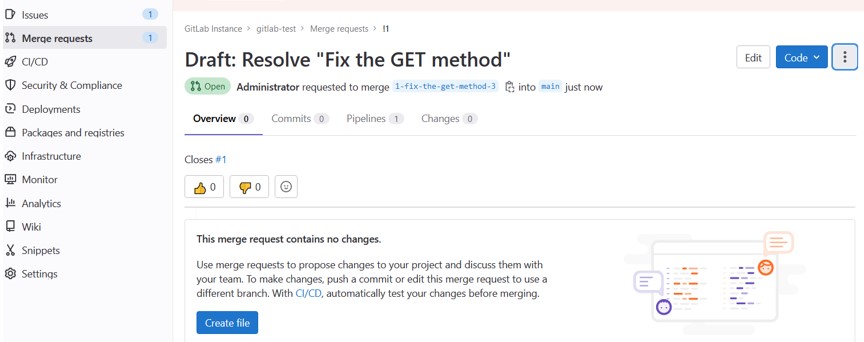 Issues 1
Merge requests 1
CI/CD
Security & Compliance
Deployments
Packages and registries
Infrastructure
Monitor
Analytics
Wiki
Snippets
Settings
GitLab Instance > gitlab-test > Merge requests > !1
Draft: Resolve "Fix the GET method"
Edit
Code
Open Administrator requested to merge 1-fix-the-get-method-3 into main just now
Overview 0 Commits 0 Pipelines 1 Changes 0
Closes #1
0 0
This merge request contains no changes.
Use merge requests to propose changes to your project and discuss them with
your team. To make changes, push a commit or edit this merge request to use a
different branch. With CI/CD, automatically test your changes before merging.
Create file